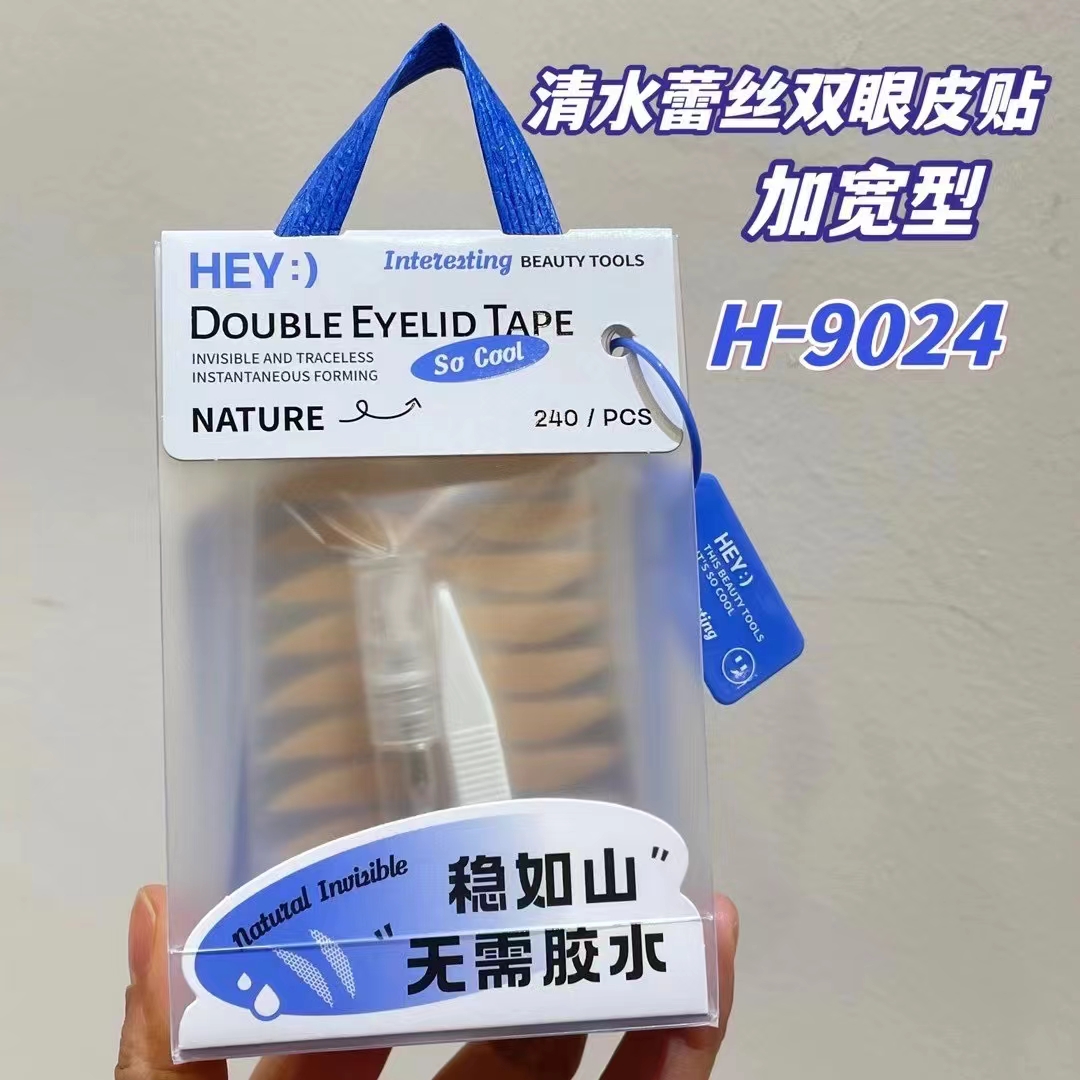 清水蕾丝双眼皮贴
加宽型
H-9024
HEY:)
Interesting BEAUTY TOOLS
DOUBLE EYELID TAPE
INVISIBLE AND TRACELESS
INSTANTANEOUS FORMING
So Cool
NATURE
240 / PCS
HEY:)
THIS BEAUTY TOOLS
IT'S SO COOL
Natural Invisible
稳如山"
"无需胶水